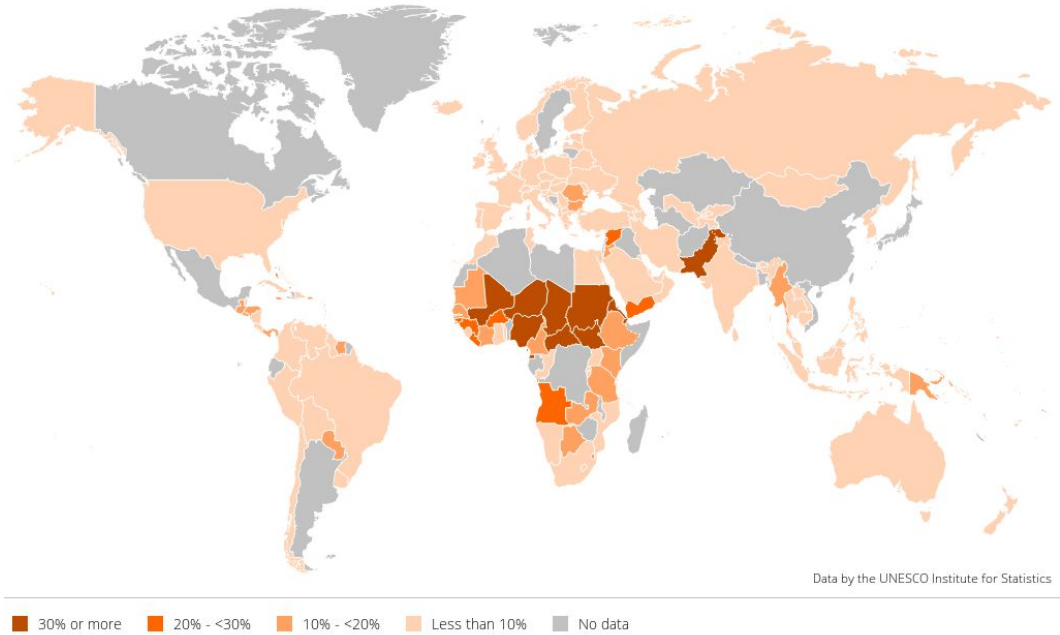 Data by the UNESCO Institute for Statistics
30% or more 20% - <30% 10% - <20% Less than 10% No data